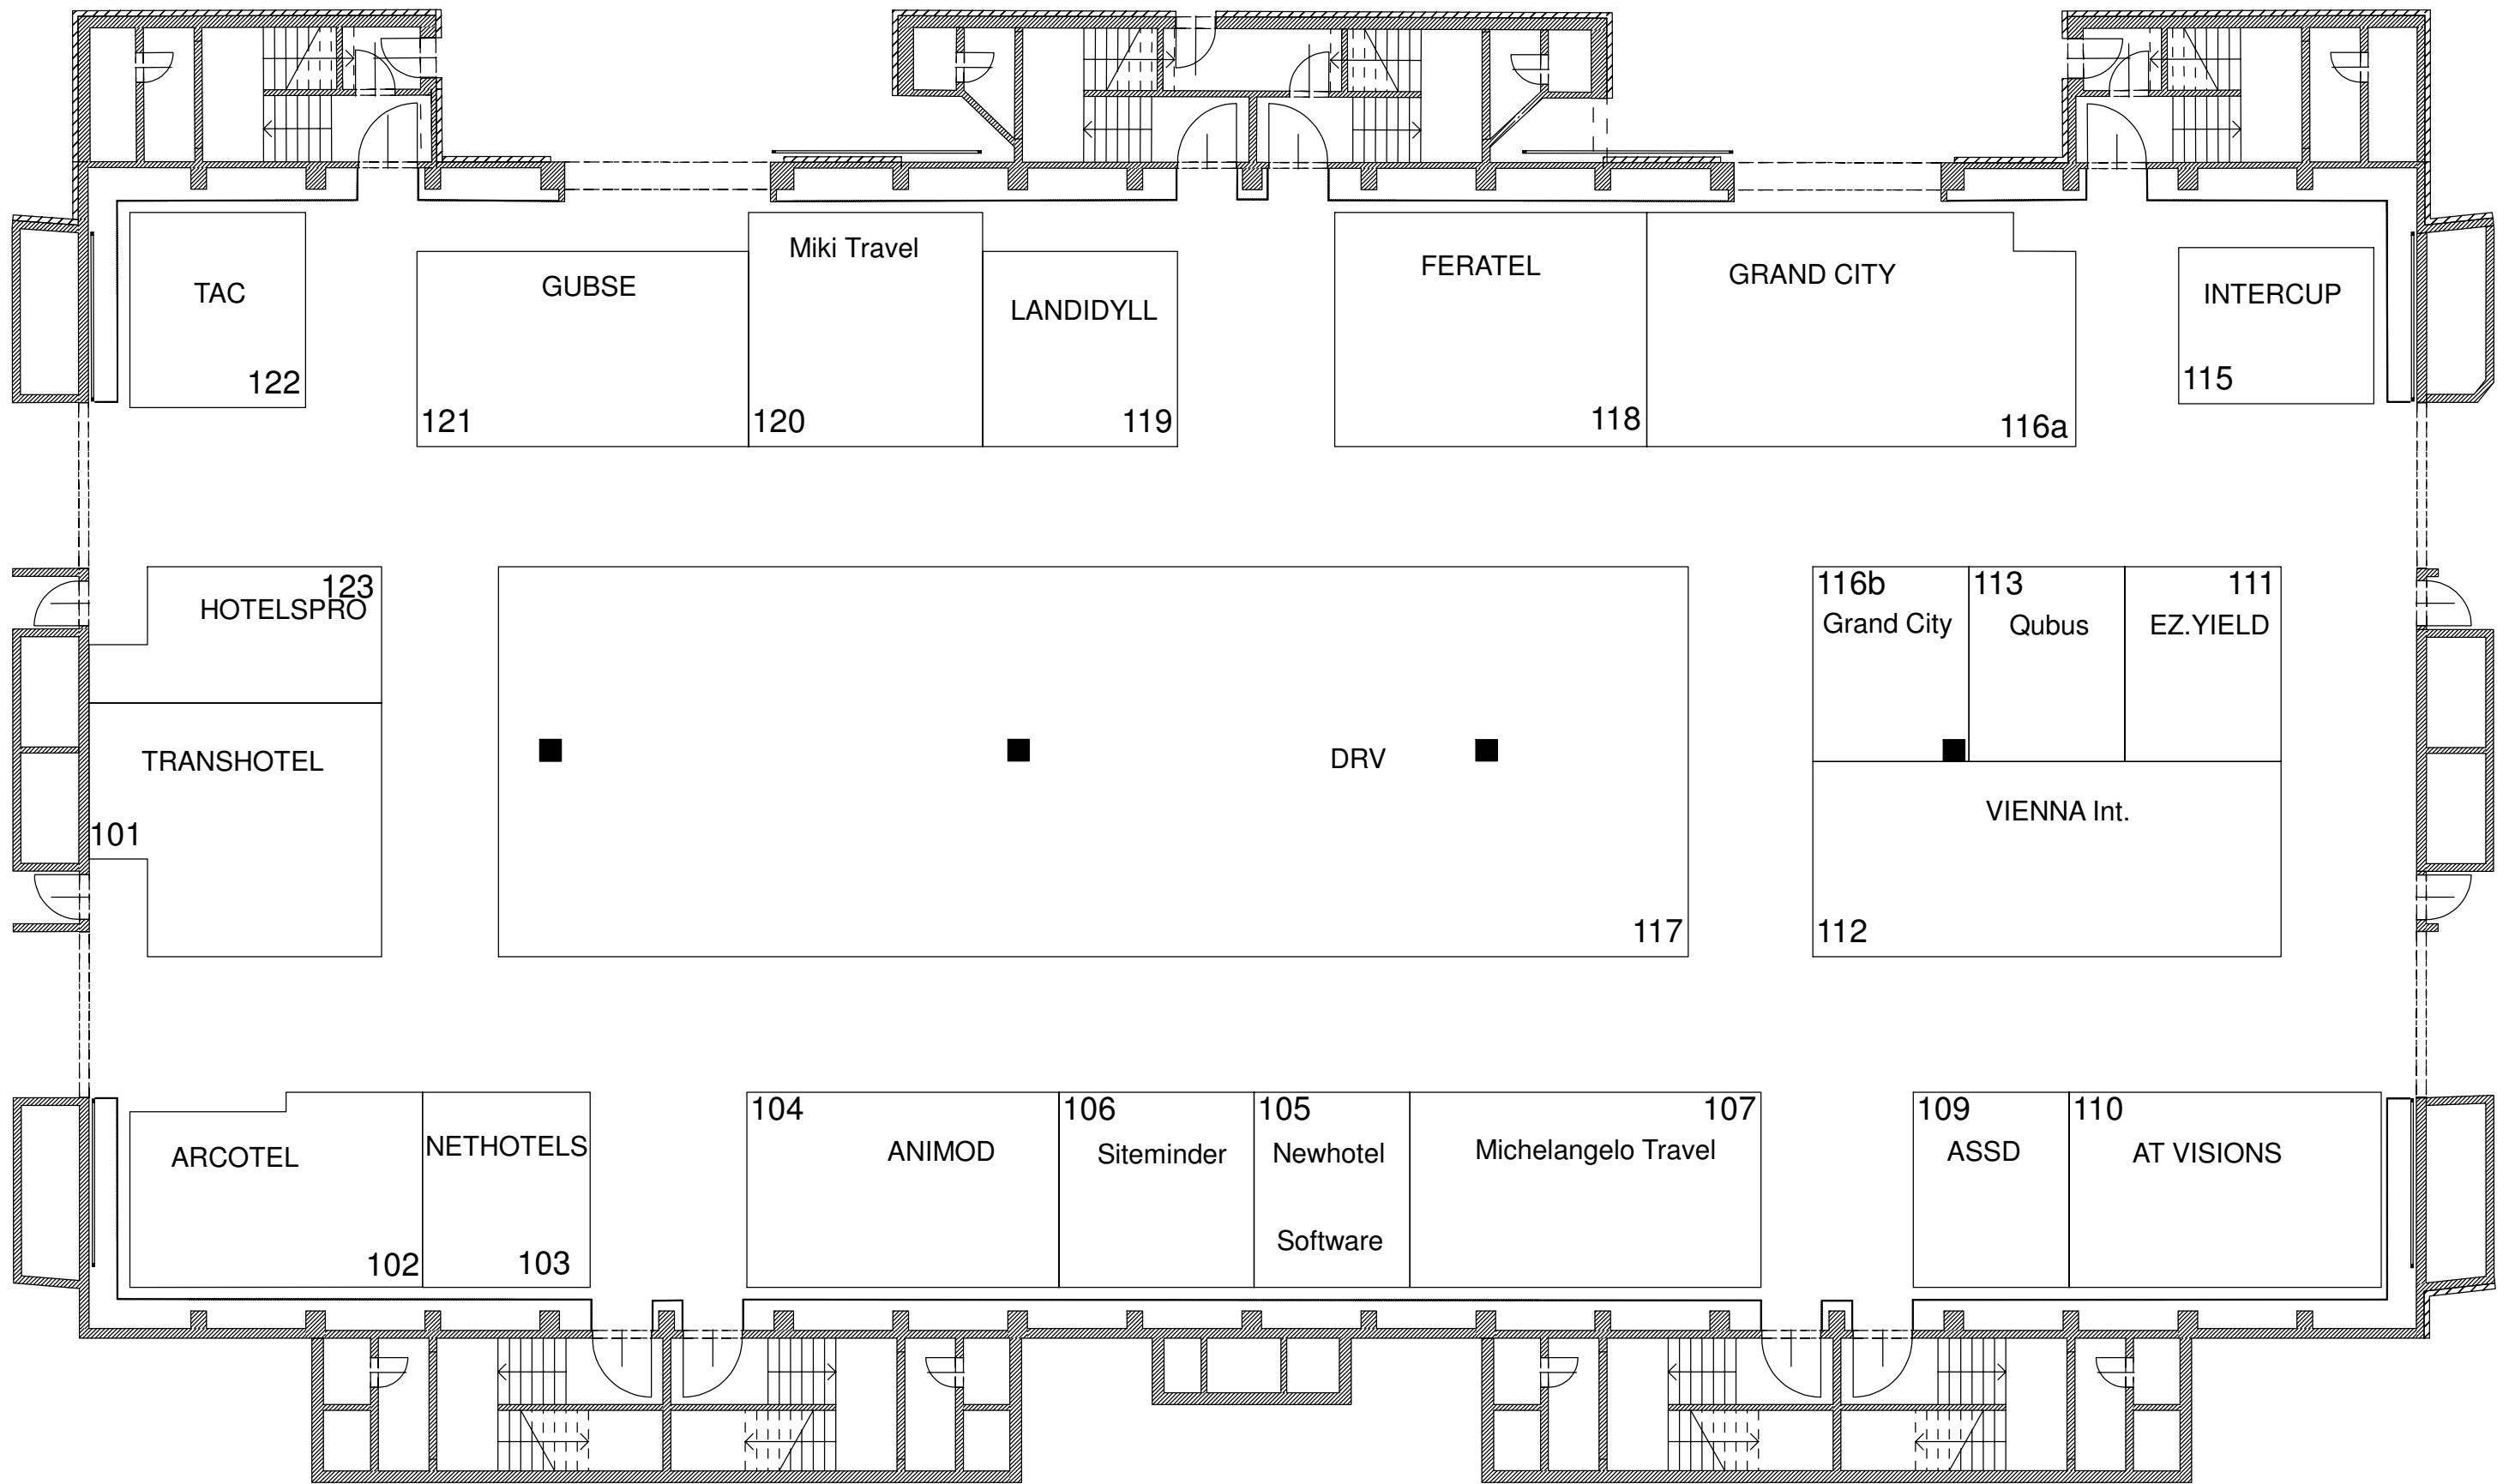 Miki Travel
FERATEL
GRAND CITY
GUBSE
TAC
INTERCUP
LANDIDYLL
122
115
121
120
119
118
116a
123
HOTELSPRO
116b
113
111
Grand City
Qubus
EZ.YIELD
TRANSHOTEL
DRV
VIENNA Int.
101
117
112
104
106
105
107
109
110
ARCOTEL
NETHOTELS
ANIMOD
Siteminder
Newhotel
Software
Michelangelo Travel
ASSD
AT VISIONS
102
103